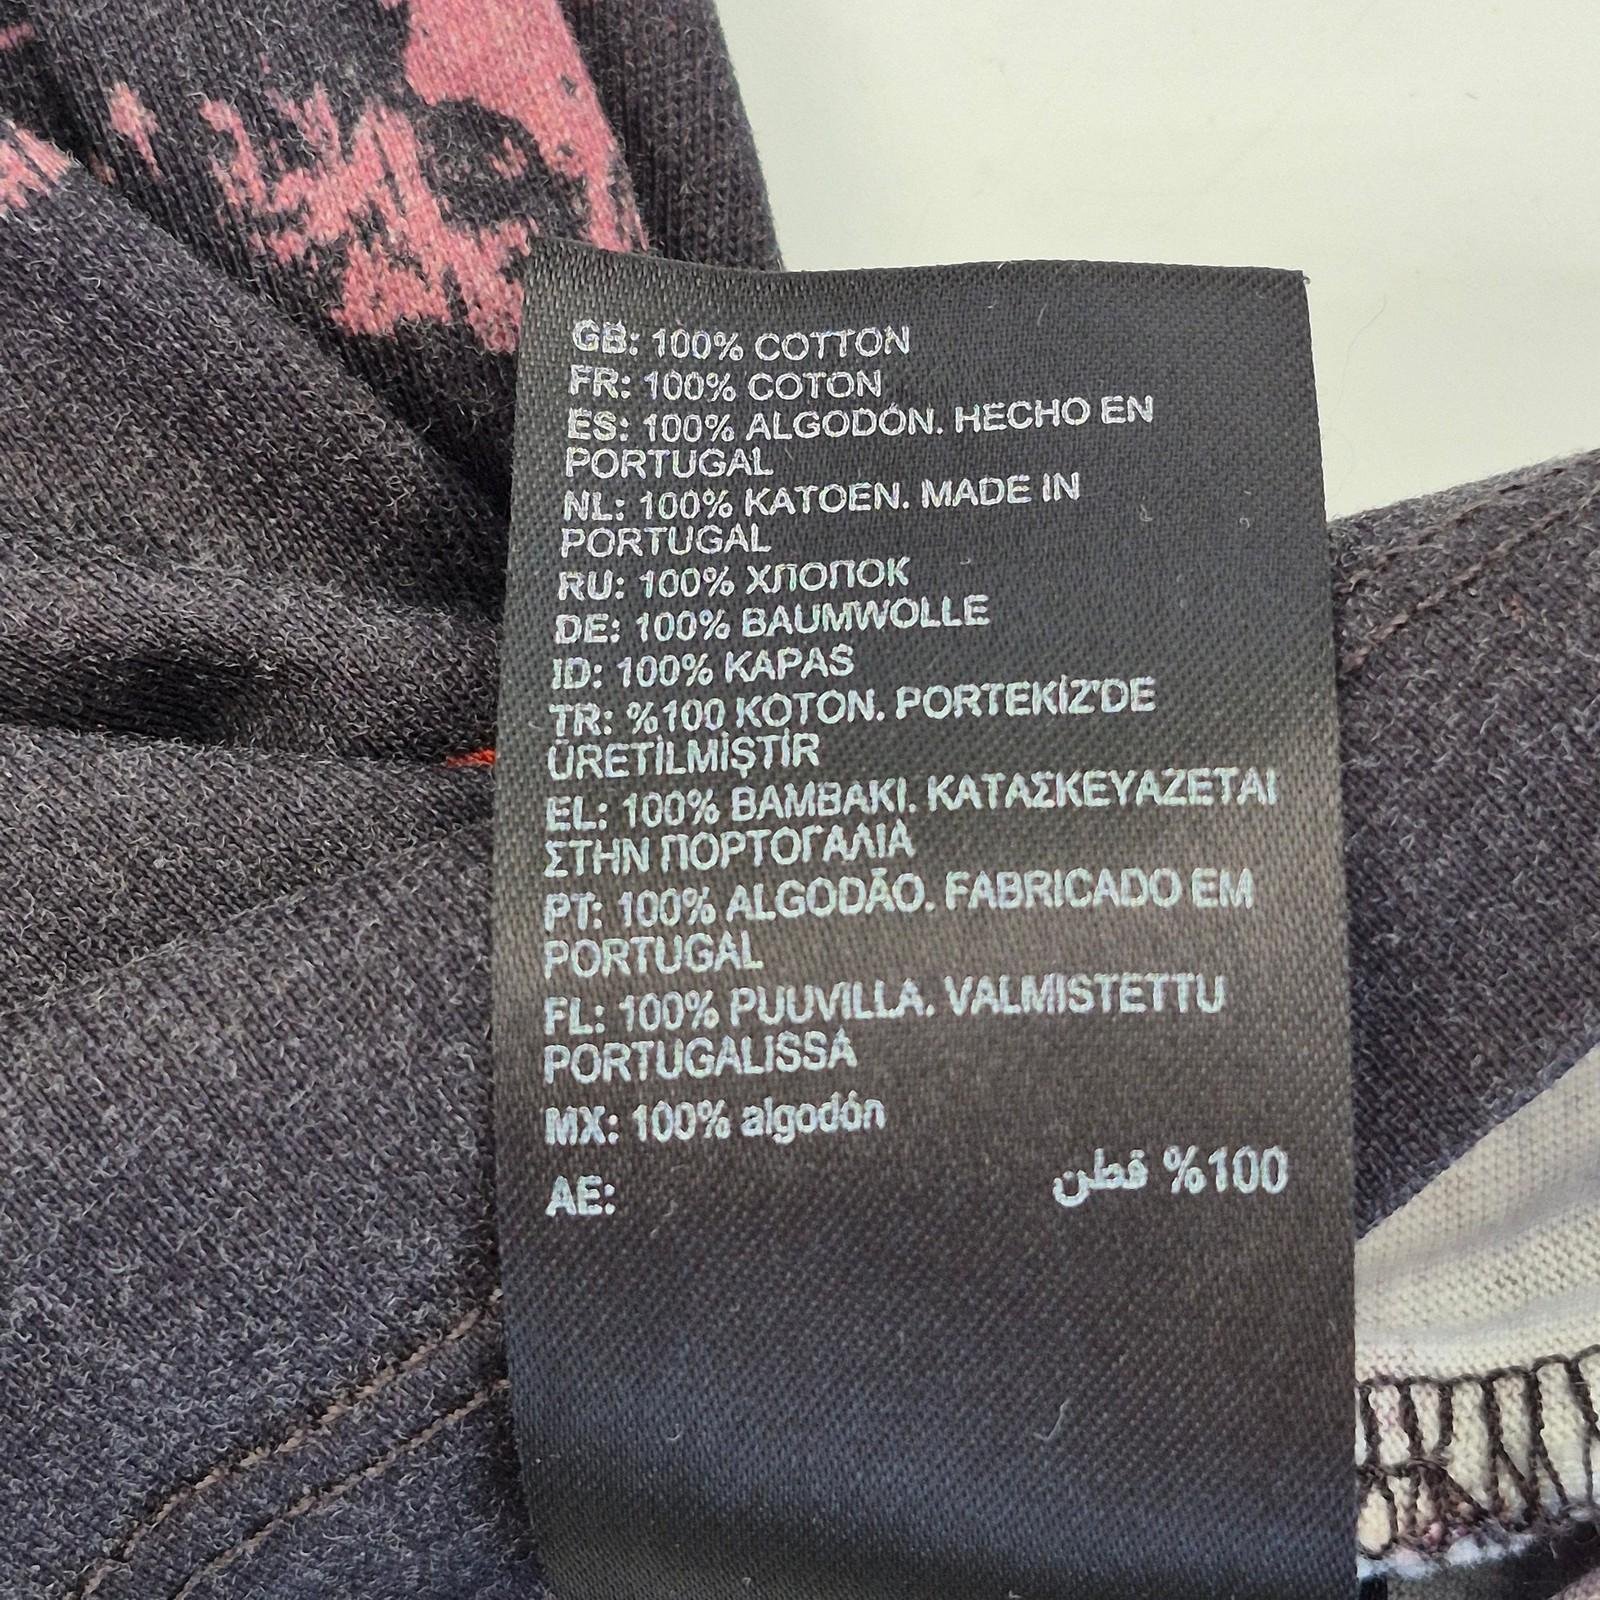 GB: 100% COTTON
FR: 100% COTON
ES: 100% ALGODÓN. HECHO EN
PORTUGAL
NL: 100% KATOEN. MADE IN
PORTUGAL
RU: 100% ХЛОПОК
DE: 100% BAUMWOLLE
ID: 100% KAPAS
TR: %100 KOTON. PORTEKİZ'DE
ÜRETİLMİŞTİR
EL: 100% ΒΑΜΒΑΚΙ. ΚΑΤΑΣΚΕΥΑΖΕΤΑΙ
ΣΤΗΝ ΠΟΡΤΟΓΑΛΙΑ
PT: 100% ALGODÃO. FABRICADO EM
PORTUGAL
FL: 100% PUUVILLA. VALMISTETTU
PORTUGALISSA
MX: 100% algodón
AE: %100 قطن